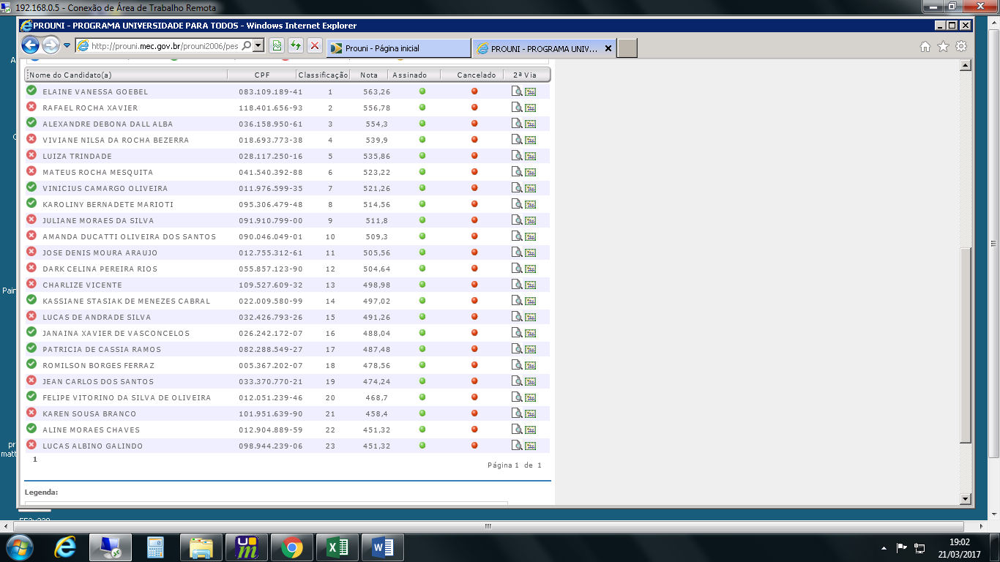 192.168.0.5 - Conexão de Área de Trabalho Remota
PROUNI - PROGRAMA UNIVERSIDADE PARA TODOS - Windows Internet Explorer
http://prouni.mec.gov.br/prouni2006/pes
Prouni - Página inicial
PROUNI - PROGRAMA UNIV...
Nome do Candidato(a) CPF Classificação Nota Assinado Cancelado 2ª Via
ELAINE VANESSA GOEBEL 083.109.189-41 1 563,26
RAFAEL ROCHA XAVIER 118.401.656-93 2 556,78
ALEXANDRE DEBONA DALL ALBA 036.158.950-61 3 554,3
VIVIANE NILSA DA ROCHA BEZERRA 018.693.773-38 4 539,9
LUIZA TRINDADE 028.117.250-16 5 535,86
MATEUS ROCHA MESQUITA 041.540.392-88 6 523,22
VINICIUS CAMARGO OLIVEIRA 011.976.599-35 7 521,26
KAROLINY BERNADETE MARIOTI 095.306.479-48 8 514,56
JULIANE MORAES DA SILVA 091.910.799-00 9 511,8
AMANDA DUCATTI OLIVEIRA DOS SANTOS 090.046.049-01 10 509,3
JOSE DENIS MOURA ARAUJO 012.755.312-61 11 505,56
DARK CELINA PEREIRA RIOS 055.857.123-90 12 504,64
CHARLIZE VICENTE 109.527.609-32 13 498,98
KASSIANE STASIAK DE MENEZES CABRAL 022.009.580-99 14 497,02
LUCAS DE ANDRADE SILVA 032.426.793-26 15 491,26
JANAINA XAVIER DE VASCONCELOS 026.242.172-07 16 488,04
PATRICIA DE CASSIA RAMOS 082.288.549-27 17 487,48
ROMILSON BORGES FERRAZ 005.367.202-07 18 478,56
JEAN CARLOS DOS SANTOS 033.370.770-21 19 474,24
FELIPE VITORINO DA SILVA DE OLIVEIRA 012.051.239-46 20 468,7
KAREN SOUSA BRANCO 101.951.639-90 21 458,4
ALINE MORAES CHAVES 012.904.889-59 22 451,32
LUCAS ALBINO GALINDO 098.944.239-06 23 451,32
1
Página 1 de 1
Legenda:
Pain
pr
matt
19:02
21/03/2017